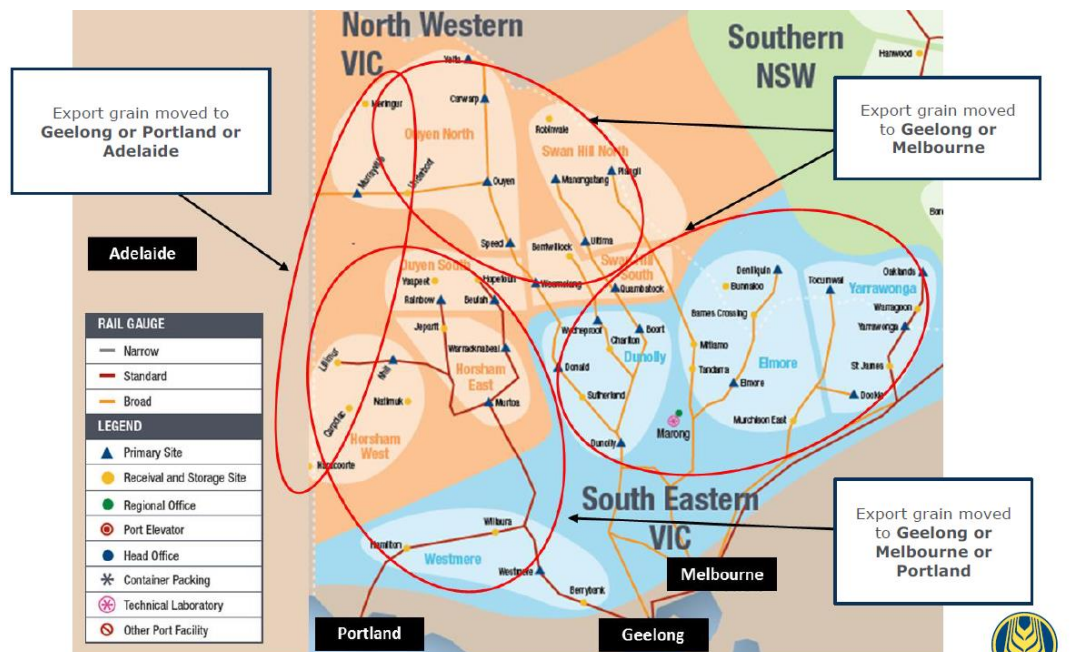 North Western
VIC
Southern
NSW
Export grain moved to
Geelong or Portland or
Adelaide
Export grain moved
to Geelong or
Melbourne
Hanwood
Meringur
Carwarp
Ouyen North
Robinvale
Swan Hill North
Murrayville
Underbool
Ouyen
Manangatang
Piangil
Speed
Ultima
Berriwillock
Swan Hill
South
Quambatook
Woomelang
Adelaide
Ouyen South
Yaapeet
Hopetoun
Rainbow
Beulah
Jeparit
Warracknabeal
Horsham
East
Lillimur
Nhill
Natimuk
Murtoa
Goroke
Horsham
West
Naracoorte
Deniliquin
Bunnaloo
Tocumwal
Oaklands
Yarrawonga
Warragoon
Yarrawonga
Barnes Crossing
Wycheproof
Boort
Charlton
Dunolly
Mitiamo
Elmore
St James
Donald
Tandarra
Elmore
Sutherland
Dookie
Murchison East
Marong
Dunolly
South Eastern
VIC
RAIL GAUGE
Narrow
Standard
Broad
LEGEND
Primary Site
Receival and Storage Site
Regional Office
Port Elevator
Head Office
Container Packing
Technical Laboratory
Other Port Facility
Export grain moved
to Geelong or
Melbourne or
Portland
Willaura
Hamilton
Westmere
Westmere
Berrybank
Melbourne
Portland
Geelong